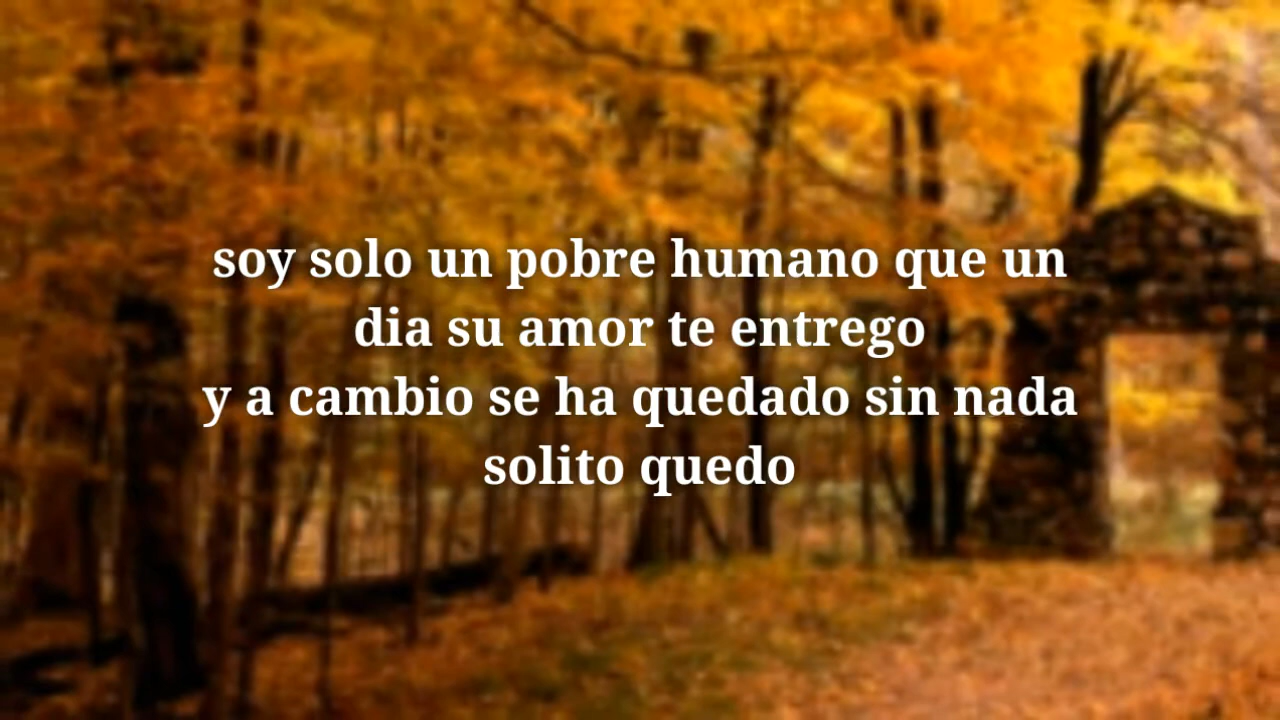 soy solo un pobre humano que un
dia su amor te entrego
y a cambio se ha quedado sin nada
solito quedo